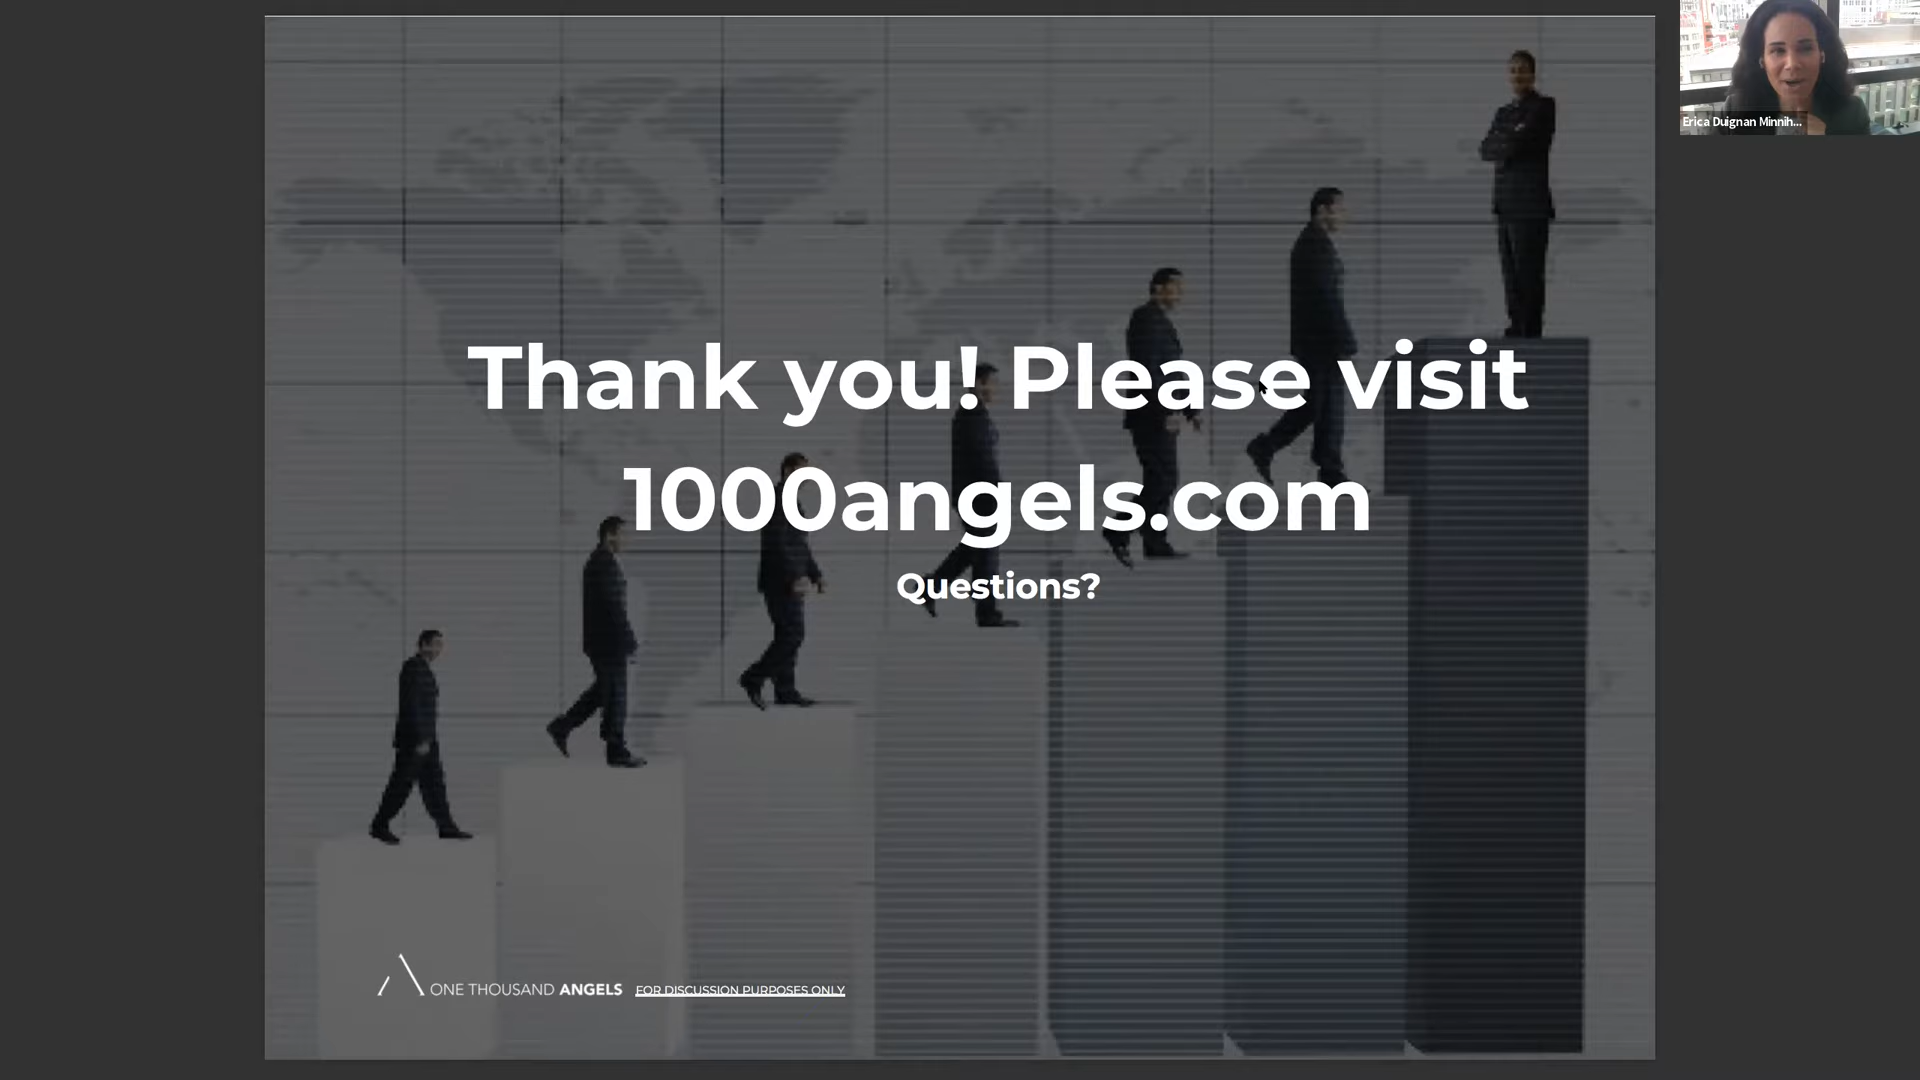 Erica Duignan Minnih...
Thank you! Please visit
1000angels.com
Questions?
ONE THOUSAND ANGELS FOR DISCUSSION PURPOSES ONLY